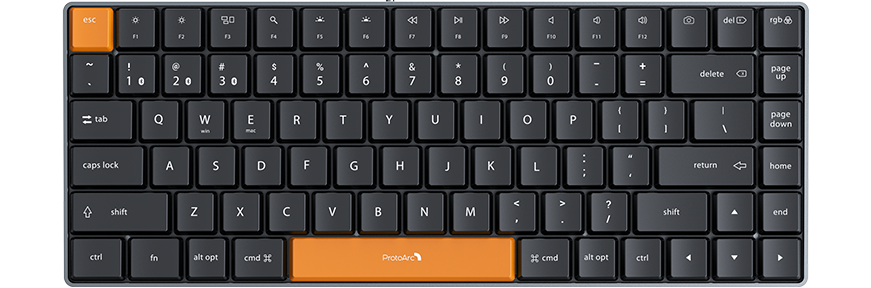 esc F1 F2 F3 F4 F5 F6 F7 F8 F9 F10 F11 F12 del rgb
~ ! @ # $ % ^ & * ( ) – + delete page up
` 1 2 3 4 5 6 7 8 9 0 - =
tab Q W E R T Y U I O P { } | page down
win mac [ ] \
caps lock A S D F G H J K L : “ return home
; ‘
shift Z X C V B N M < > ? shift end
, . /
ctrl fn alt opt cmd ⌘ ProtoArc ⌘ cmd alt opt ctrl